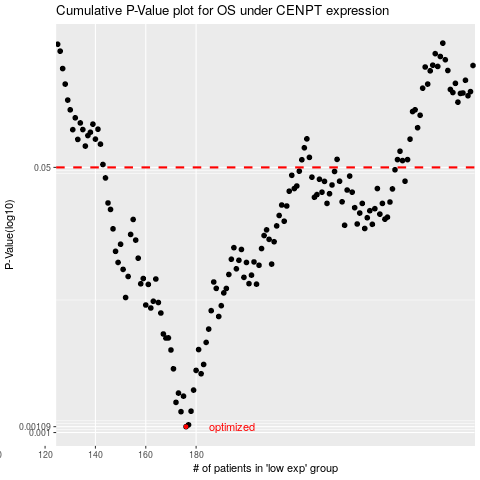 Cumulative P-Value plot for OS under CENPT expression
P-Value(log10)
0.05
0.00109
0.001
optimized
0 120 140 160 180
# of patients in 'low exp' group